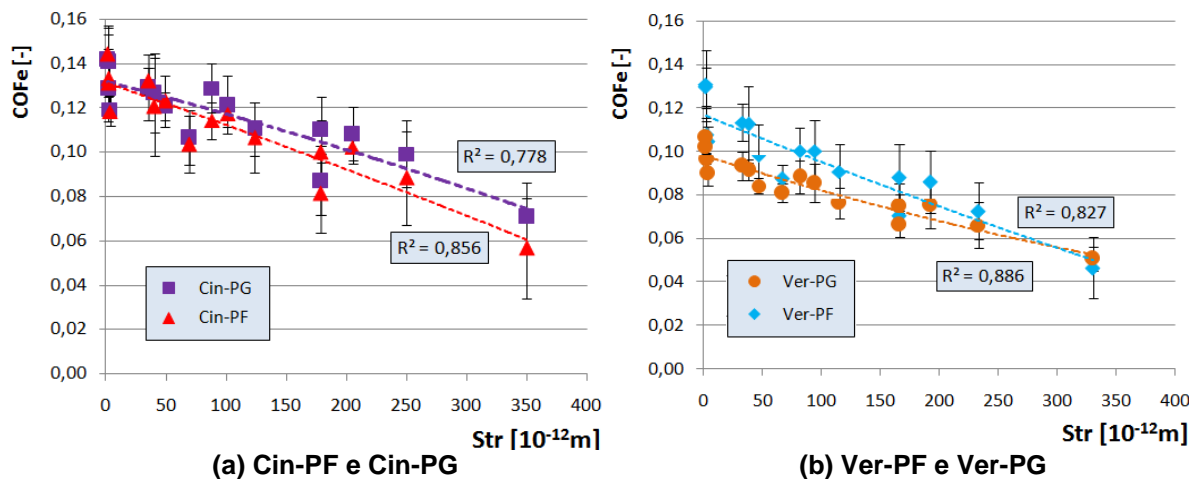 COFe [-]
0,16
0,14
0,12
0,10
0,08
0,06
0,04
0,02
0,00
R² = 0,778
R² = 0,856
Cin-PG
Cin-PF
0 50 100 150 200 250 300 350 400
Str [10⁻¹²m]
(a) Cin-PF e Cin-PG
COFe [-]
0,16
0,14
0,12
0,10
0,08
0,06
0,04
0,02
0,00
R² = 0,827
R² = 0,886
Ver-PG
Ver-PF
0 50 100 150 200 250 300 350 400
Str [10⁻¹²m]
(b) Ver-PF e Ver-PG